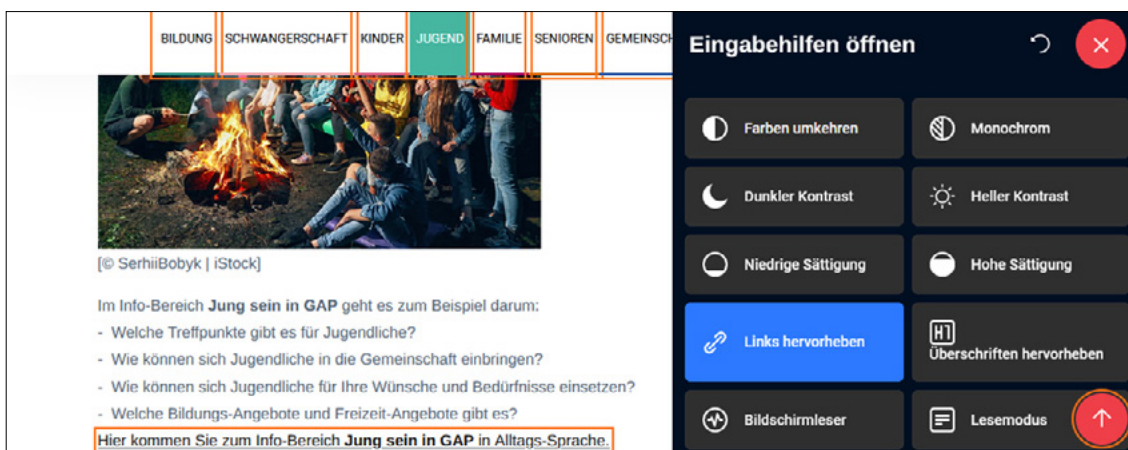 BILDUNG SCHWANGERSCHAFT KINDER JUGEND FAMILIE SENIOREN GEMEINSCH
[© SerhiiBobyk | iStock]
Im Info-Bereich Jung sein in GAP geht es zum Beispiel darum:
- Welche Treffpunkte gibt es für Jugendliche?
- Wie können sich Jugendliche in die Gemeinschaft einbringen?
- Wie können sich Jugendliche für Ihre Wünsche und Bedürfnisse einsetzen?
- Welche Bildungs-Angebote und Freizeit-Angebote gibt es?
Hier kommen Sie zum Info-Bereich Jung sein in GAP in Alltags-Sprache.
Eingabehilfen öffnen
Farben umkehren
Monochrom
Dunkler Kontrast
Heller Kontrast
Niedrige Sättigung
Hohe Sättigung
Links hervorheben
H1
Überschriften hervorheben
Bildschirmleser
Lesemodus